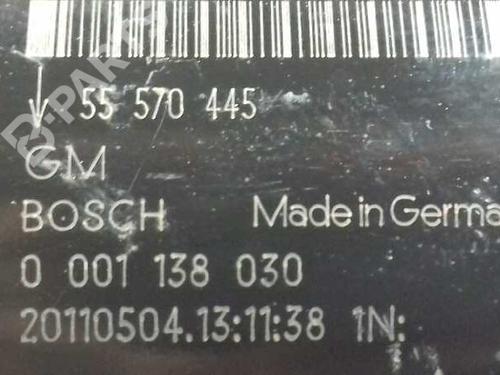 55 570 445
GM
BOSCH Made in Germa
0 001 138 030
20110504.13:11:38 1N: